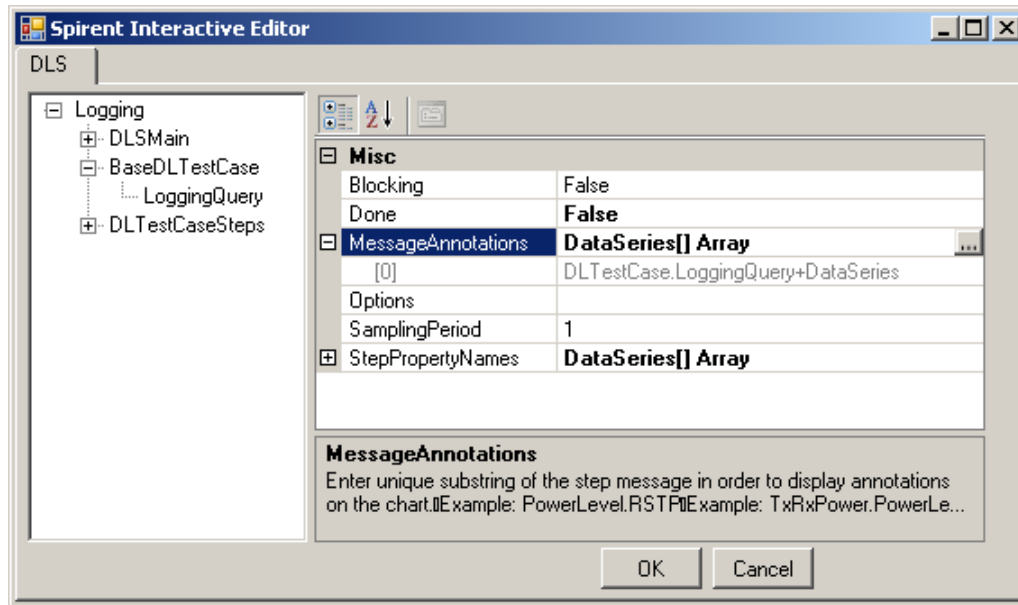 Spirent Interactive Editor
DLS
Logging
DLSMain
BaseDLTestCase
LoggingQuery
DLTestCaseSteps
A
Z
Misc
Blocking False
Done False
MessageAnnotations DataSeries[] Array ...
[0] DLTestCase.LoggingQuery+DataSeries
Options
SamplingPeriod 1
StepPropertyNames DataSeries[] Array
MessageAnnotations
Enter unique substring of the step message in order to display annotations
on the chart.▯Example: PowerLevel.RSTP▯Example: TxRxPower.PowerLe...
OK Cancel